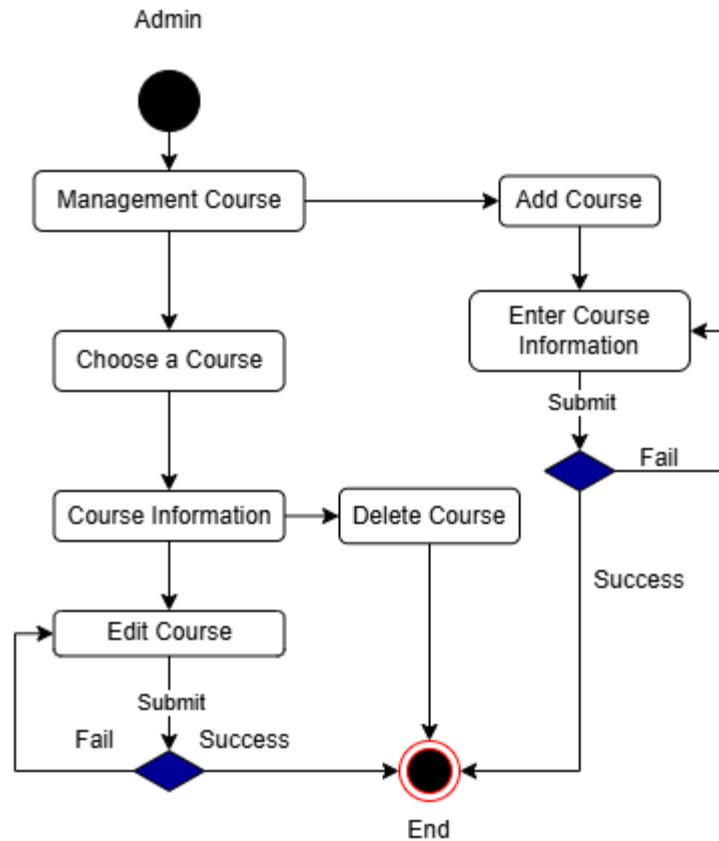 Admin
Management Course
Add Course
Enter Course
Information
Choose a Course
Submit
Fail
Course Information
Delete Course
Success
Edit Course
Submit
Fail
Success
End